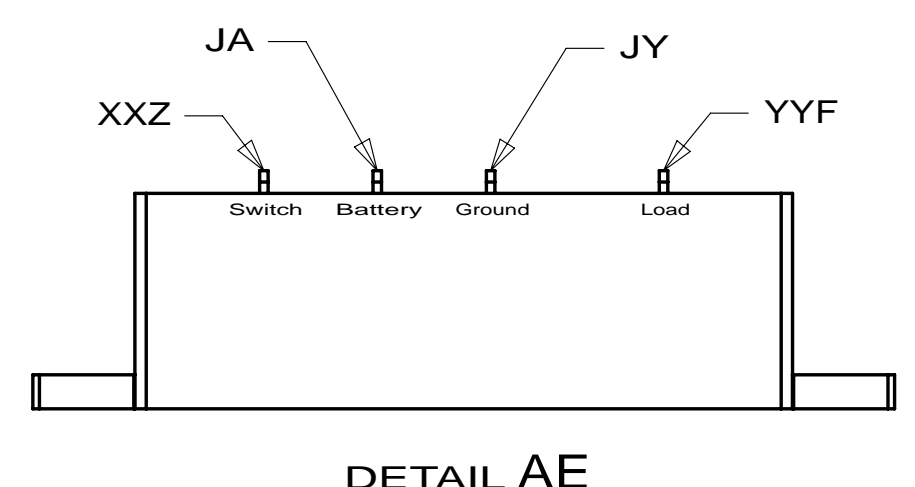 JA
JY
XXZ
YYF
Switch Battery Ground Load
DETAIL AE